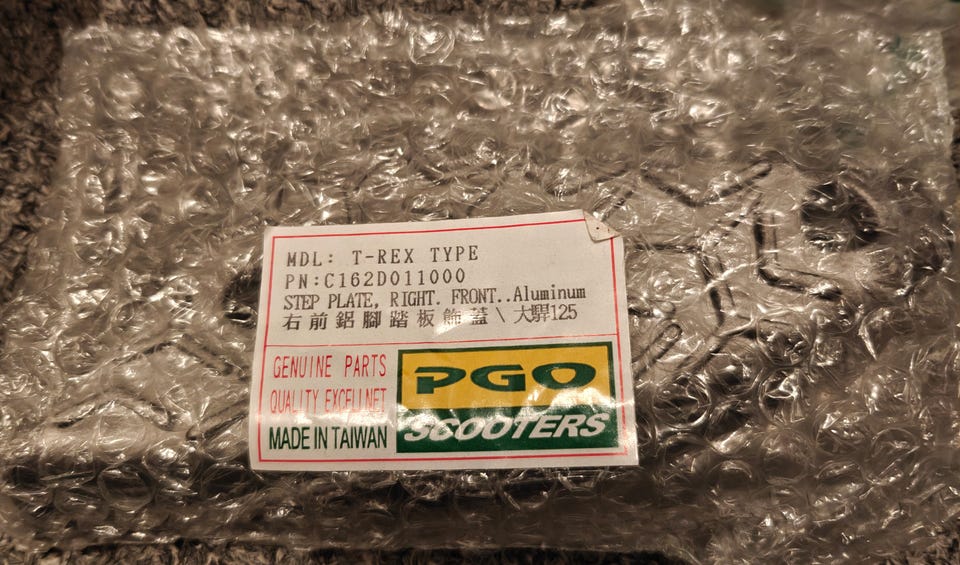 MDL: T-REX TYPE
PN:C162D011000
STEP PLATE, RIGHT. FRONT..Aluminum
右前鋁腳踏板飾蓋 \ 大駻125
GENUINE PARTS
QUALITY EXCELLNET
MADE IN TAIWAN
PGO
SCOOTERS